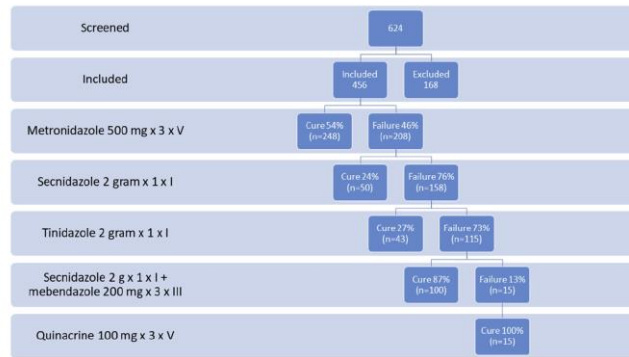 Screened
624
Included
Included
456
Excluded
168
Metronidazole 500 mg x 3 x V
Cure 54%
(n=248)
Failure 46%
(n=208)
Secnidazole 2 gram x 1 x I
Cure 24%
(n=50)
Failure 76%
(n=158)
Tinidazole 2 gram x 1 x I
Cure 27%
(n=43)
Failure 73%
(n=115)
Secnidazole 2 g x 1 x I +
mebendazole 200 mg x 3 x III
Cure 87%
(n=100)
Failure 13%
(n=15)
Quinacrine 100 mg x 3 x V
Cure 100%
(n=15)